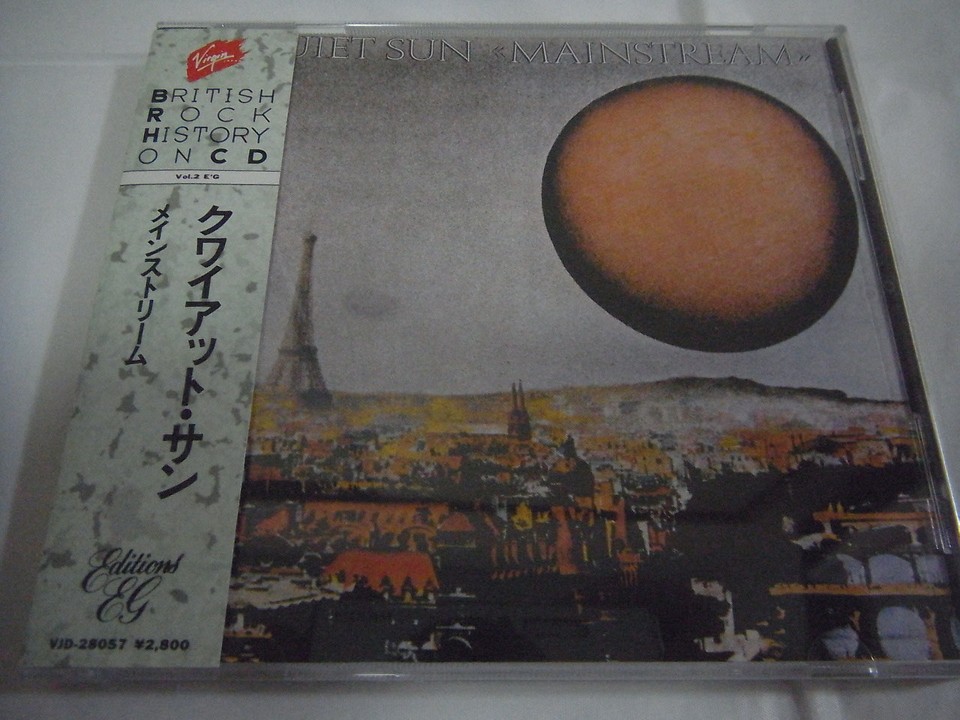 Virgin
BRITISH
ROCK
HISTORY
ON CD
Vol.2 E'G
クワイアット・サン
メインストリーム
Editions
EG
VJD-28057 ¥2,800
UIET SUN «MAINSTREAM»